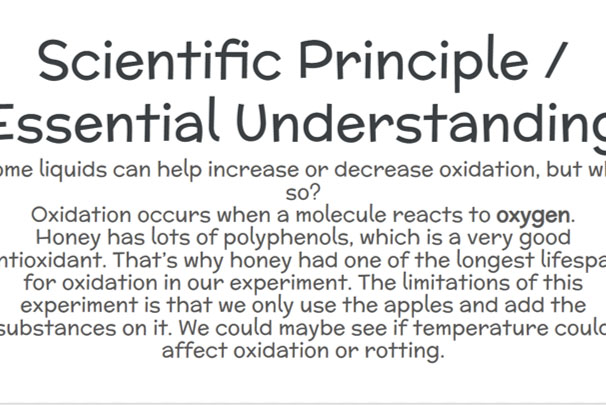 Scientific Principle /
Essential Understanding
ome liquids can help increase or decrease oxidation, but wh
so?
Oxidation occurs when a molecule reacts to oxygen.
Honey has lots of polyphenols, which is a very good
ntioxidant. That's why honey had one of the longest lifespa
for oxidation in our experiment. The limitations of this
experiment is that we only use the apples and add the
substances on it. We could maybe see if temperature could
affect oxidation or rotting.